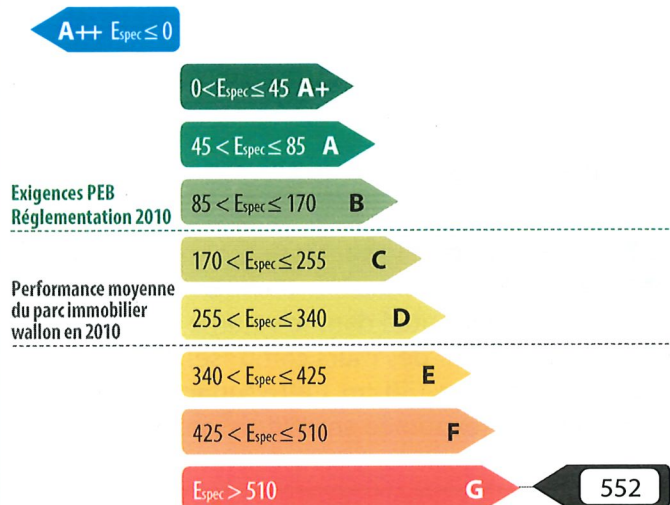 A++ Espec ≤ 0
0<Espec ≤ 45 A+
45 < Espec ≤ 85 A
Exigences PEB
Réglementation 2010
85 < Espec ≤ 170 B
170 < Espec ≤ 255 C
Performance moyenne
du parc immobilier
wallon en 2010
255 < Espec ≤ 340 D
340 < Espec ≤ 425 E
425 < Espec ≤ 510 F
Espec > 510 G
552